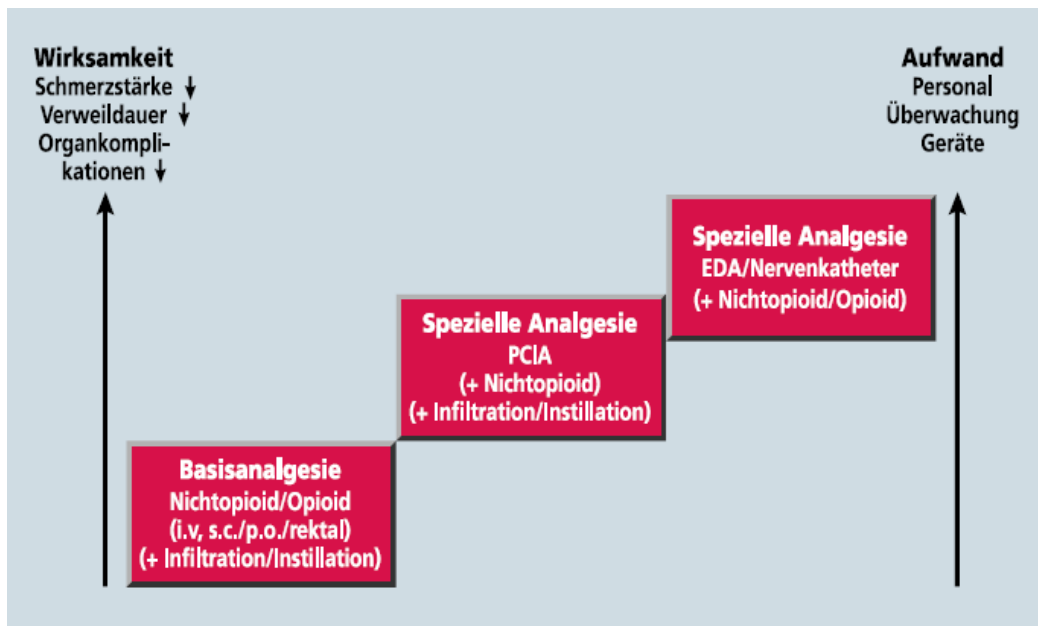 Wirksamkeit
Schmerzstärke ↓
Verweildauer ↓
Organkompli-
kationen ↓
Aufwand
Personal
Überwachung
Geräte
Spezielle Analgesie
EDA/Nervenkatheter
(+ Nichtopioid/Opioid)
Spezielle Analgesie
PCIA
(+ Nichtopioid)
(+ Infiltration/Instillation)
Basisanalgesie
Nichtopioid/Opioid
(i.v, s.c./p.o./rektal)
(+ Infiltration/Instillation)